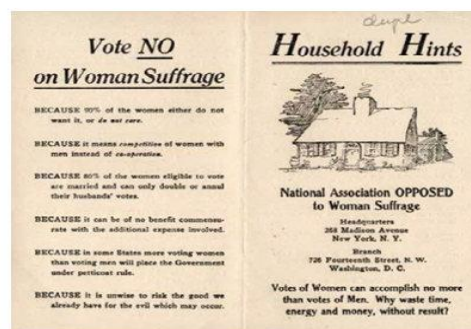 Vote NO
on Woman Suffrage
BECAUSE 90% of the women either do not
want it, or do not care.
BECAUSE it means competition of women with
men instead of co-operation.
BECAUSE 80% of the women eligible to vote
are married and can only double or annul
their husbands' votes.
BECAUSE it can be of no benefit commensu-
rate with the additional expense involved.
BECAUSE in some States more voting women
than voting men will place the Government
under petticoat rule.
BECAUSE it is unwise to risk the good we
already have for the evil which may occur.
dupl
Household Hints
National Association OPPOSED
to Woman Suffrage
Headquarters
268 Madison Avenue
New York, N. Y.
Branch
726 Fourteenth Street, N. W.
Washington, D. C.
Votes of Women can accomplish no more
than votes of Men. Why waste time,
energy and money, without result?